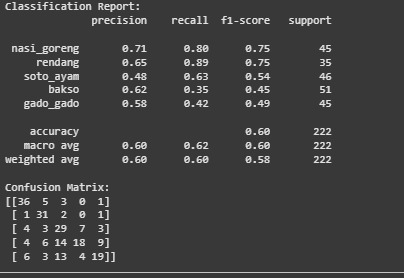 Classification Report:
precision recall f1-score support
nasi_goreng 0.71 0.80 0.75 45
rendang 0.65 0.89 0.75 35
soto_ayam 0.48 0.63 0.54 46
bakso 0.62 0.35 0.45 51
gado_gado 0.58 0.42 0.49 45
accuracy 0.60 222
macro avg 0.60 0.62 0.60 222
weighted avg 0.60 0.60 0.58 222
Confusion Matrix:
[[36 5 3 0 1]
[ 1 31 2 0 1]
[ 4 3 29 7 3]
[ 4 6 14 18 9]
[ 6 3 13 4 19]]